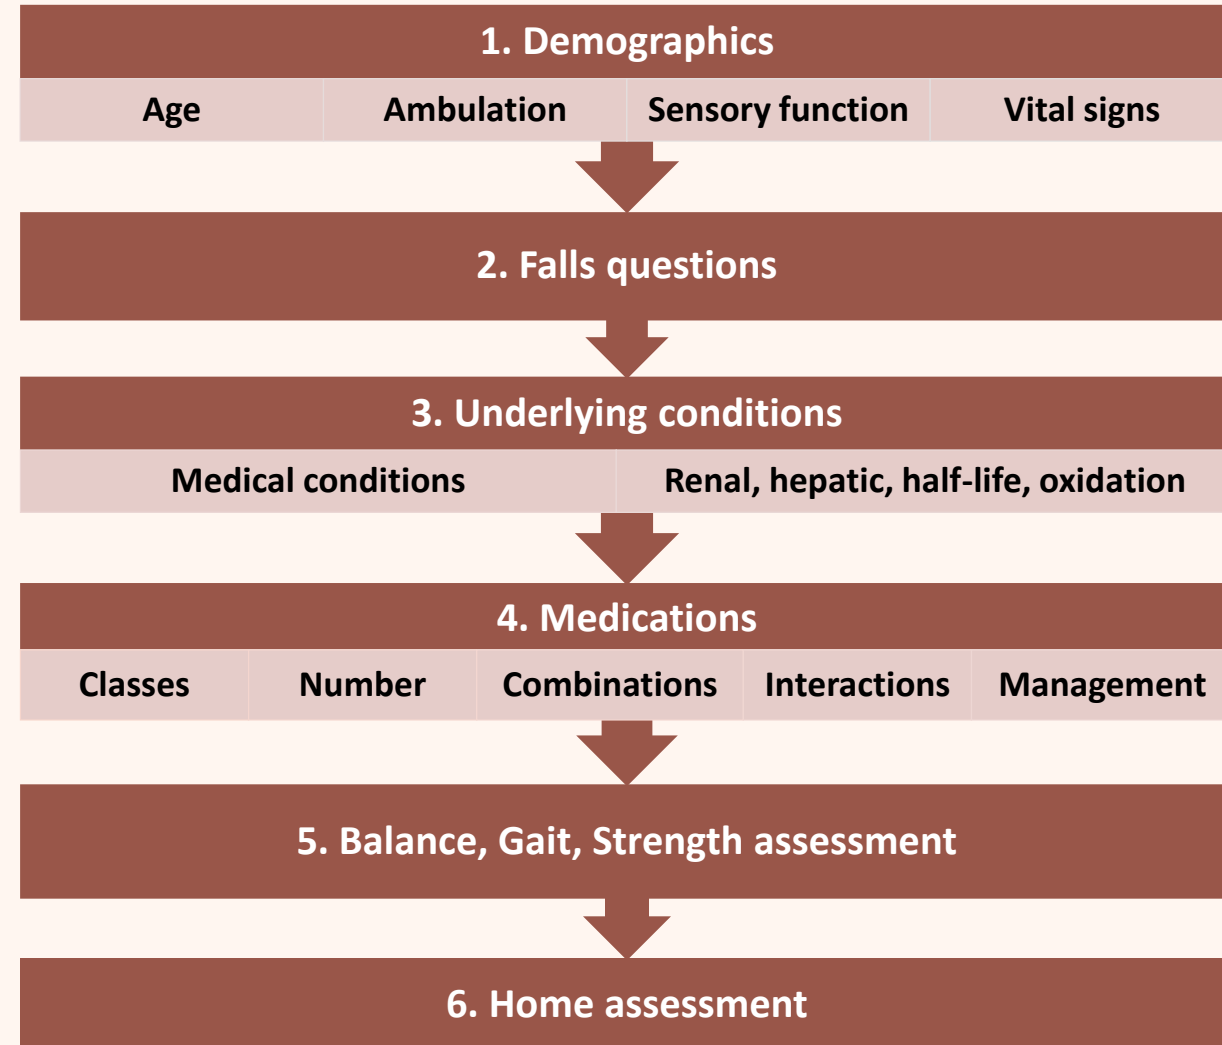 1. Demographics
Age Ambulation Sensory function Vital signs
2. Falls questions
3. Underlying conditions
Medical conditions Renal, hepatic, half-life, oxidation
4. Medications
Classes Number Combinations Interactions Management
5. Balance, Gait, Strength assessment
6. Home assessment